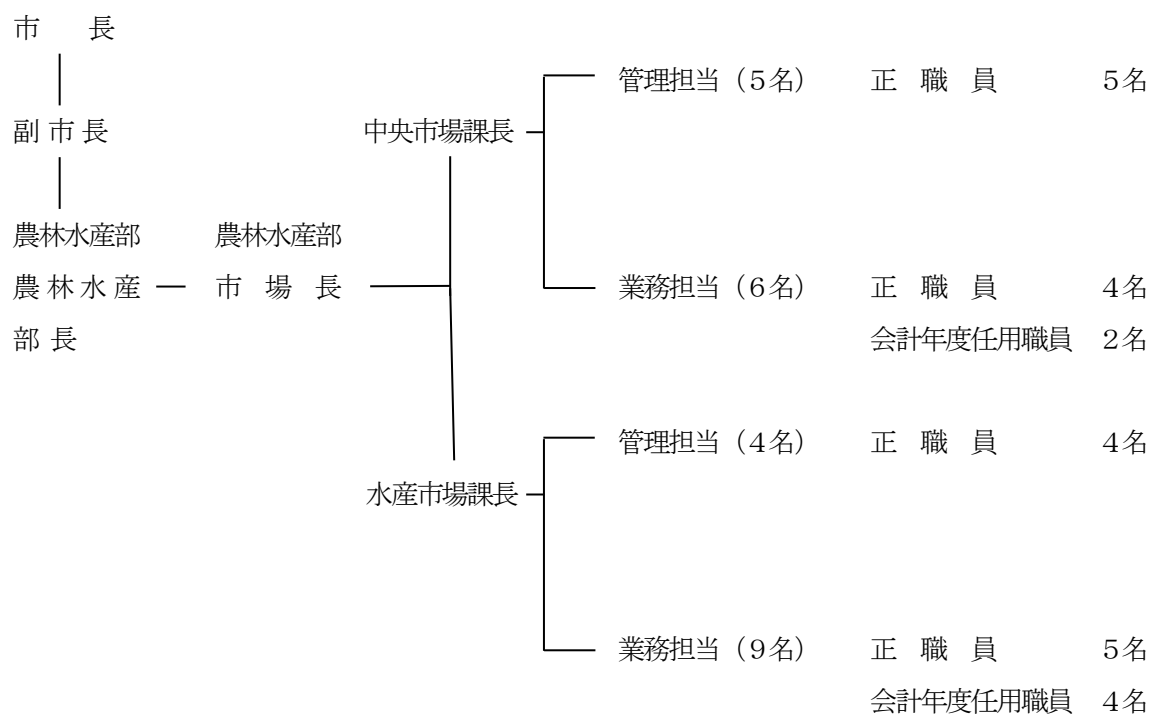 市　　長
管理担当（5名）　正　職　員　5名
副 市 長　中央市場課長
農林水産部　農林水産部
農 林 水 産　市　場　長　業務担当（6名）　正　職　員　4名
部 長　会計年度任用職員　2名
管理担当（4名）　正　職　員　4名
水産市場課長
業務担当（9名）　正　職　員　5名
会計年度任用職員　4名